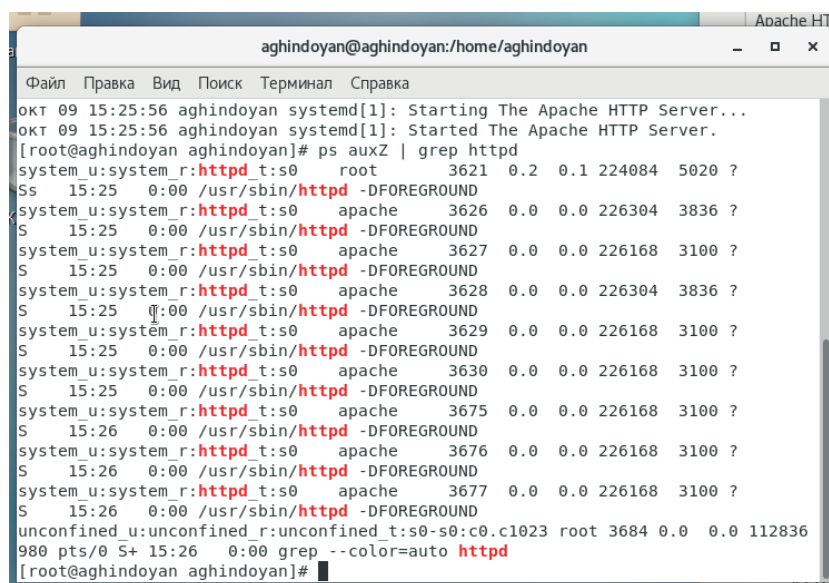 Apache HT
aghindoyan@aghindoyan:/home/aghindoyan
Файл Правка Вид Поиск Терминал Справка
окт 09 15:25:56 aghindoyan systemd[1]: Starting The Apache HTTP Server...
окт 09 15:25:56 aghindoyan systemd[1]: Started The Apache HTTP Server.
[root@aghindoyan aghindoyan]# ps auxZ | grep httpd
system_u:system_r:httpd_t:s0    root       3621  0.2  0.1 224084  5020 ?
Ss   15:25   0:00 /usr/sbin/httpd -DFOREGROUND
system_u:system_r:httpd_t:s0    apache     3626  0.0  0.0 226304  3836 ?
S    15:25   0:00 /usr/sbin/httpd -DFOREGROUND
system_u:system_r:httpd_t:s0    apache     3627  0.0  0.0 226168  3100 ?
S    15:25   0:00 /usr/sbin/httpd -DFOREGROUND
system_u:system_r:httpd_t:s0    apache     3628  0.0  0.0 226304  3836 ?
S    15:25   0:00 /usr/sbin/httpd -DFOREGROUND
system_u:system_r:httpd_t:s0    apache     3629  0.0  0.0 226168  3100 ?
S    15:25   0:00 /usr/sbin/httpd -DFOREGROUND
system_u:system_r:httpd_t:s0    apache     3630  0.0  0.0 226168  3100 ?
S    15:25   0:00 /usr/sbin/httpd -DFOREGROUND
system_u:system_r:httpd_t:s0    apache     3675  0.0  0.0 226168  3100 ?
S    15:26   0:00 /usr/sbin/httpd -DFOREGROUND
system_u:system_r:httpd_t:s0    apache     3676  0.0  0.0 226168  3100 ?
S    15:26   0:00 /usr/sbin/httpd -DFOREGROUND
system_u:system_r:httpd_t:s0    apache     3677  0.0  0.0 226168  3100 ?
S    15:26   0:00 /usr/sbin/httpd -DFOREGROUND
unconfined_u:unconfined_r:unconfined_t:s0-s0:c0.c1023 root 3684 0.0  0.0 112836
980 pts/0 S+ 15:26   0:00 grep --color=auto httpd
[root@aghindoyan aghindoyan]#